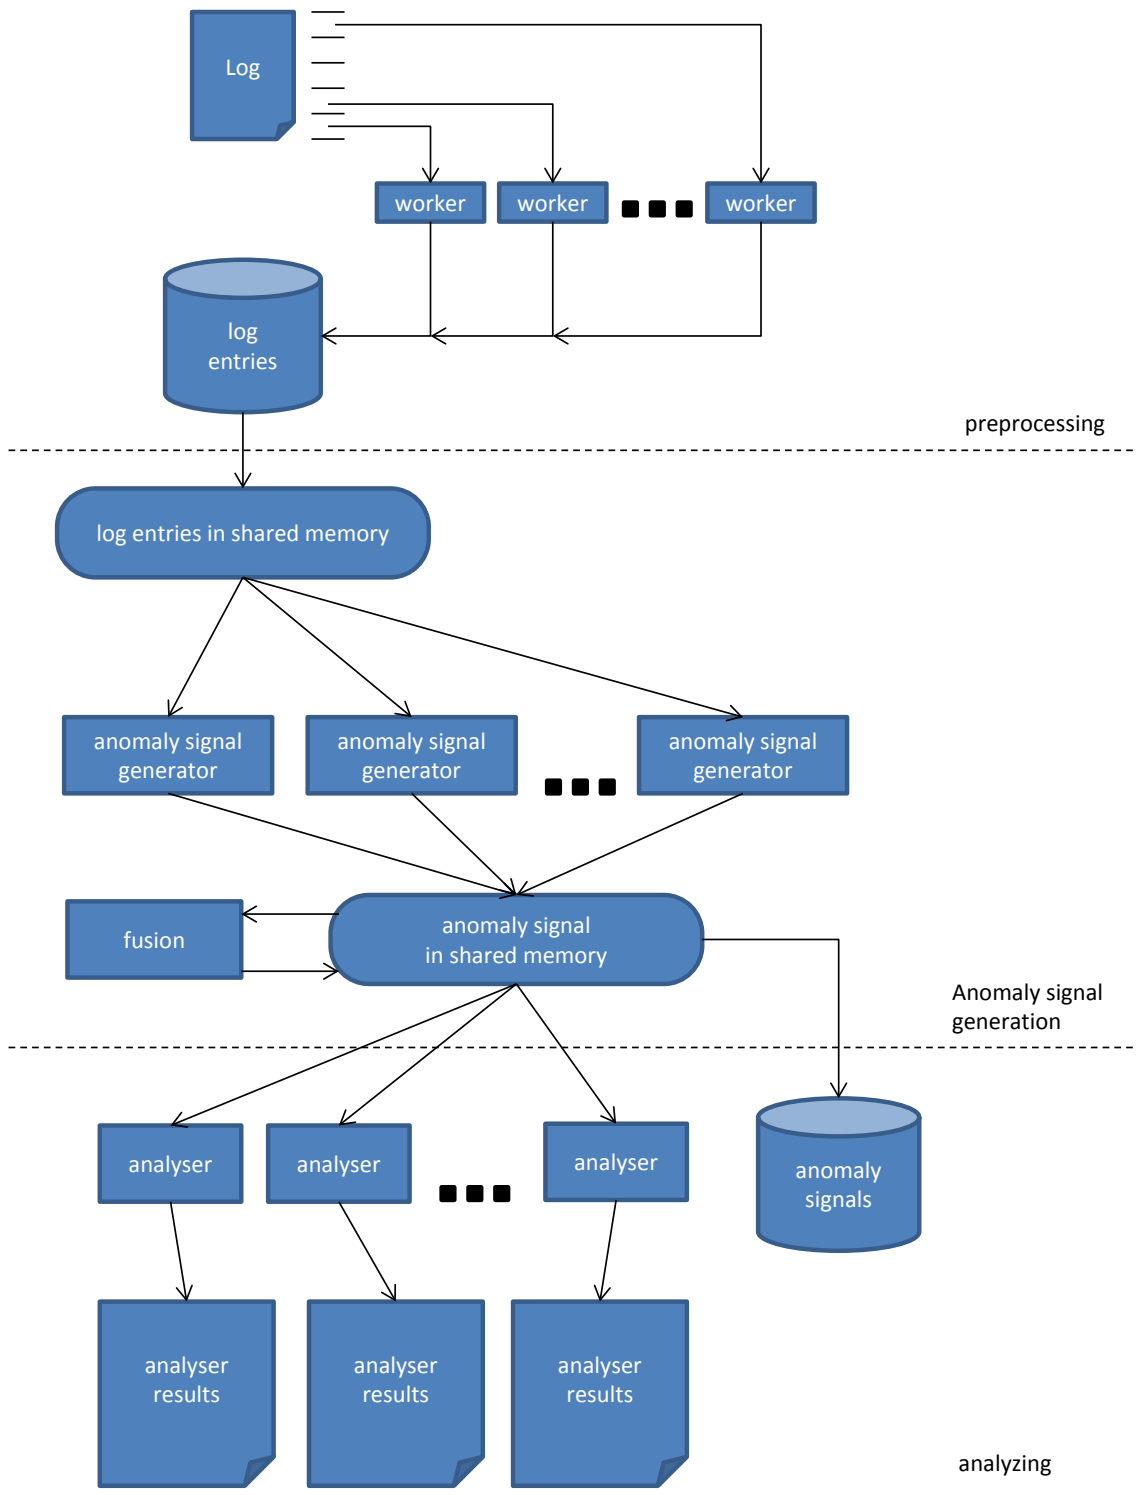 Log
worker
worker
worker
log
entries
preprocessing
log entries in shared memory
anomaly signal
generator
anomaly signal
generator
anomaly signal
generator
fusion
anomaly signal
in shared memory
Anomaly signal
generation
analyser
analyser
analyser
anomaly
signals
analyser
results
analyser
results
analyser
results
analyzing